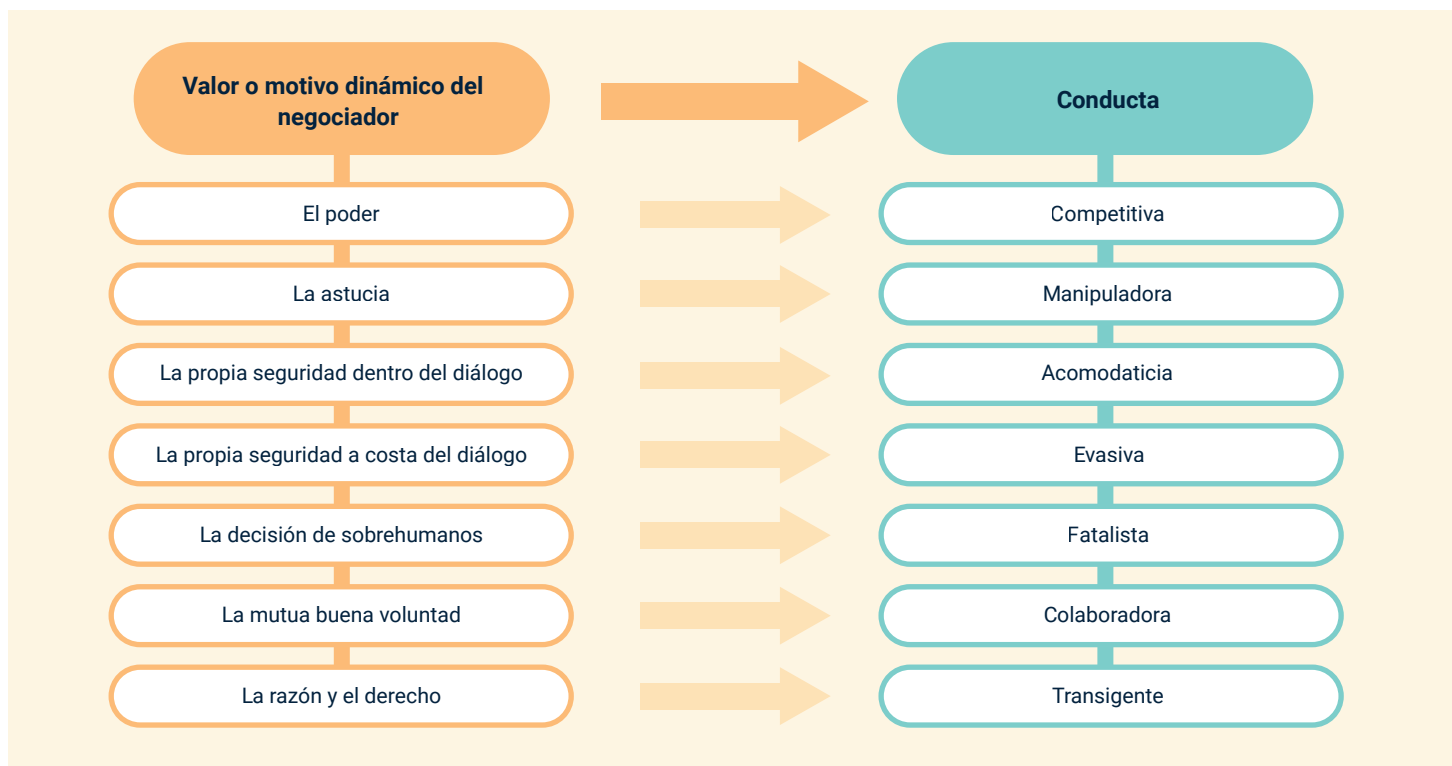 Valor o motivo dinámico del
negociador
Conducta
El poder
Competitiva
La astucia
Manipuladora
La propia seguridad dentro del diálogo
Acomodaticia
La propia seguridad a costa del diálogo
Evasiva
La decisión de sobrehumanos
Fatalista
La mutua buena voluntad
Colaboradora
La razón y el derecho
Transigente